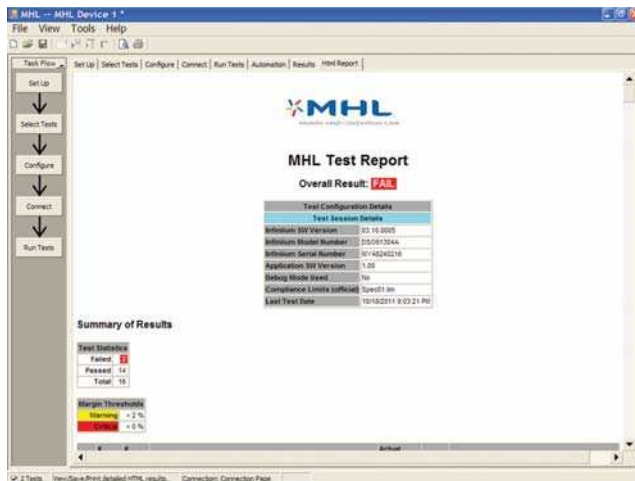 MHL -- MHL Device 1 *
File View Tools Help
Task Flow
Set Up
Select Tests
Configure
Connect
Run Tests
Set Up | Select Tests | Configure | Connect | Run Tests | Automation | Results | Html Report |
MHL
MHL Test Report
Overall Result: FAIL
Test Configuration Details
Test Session Details
Infiniium SW Version 03.10.0005
Infiniium Model Number DSO91304A
Infiniium Serial Number MY48240216
Application SW Version 1.00
Debug Mode Used No
Compliance Limits (official) Spec01.lim
Last Test Date 10/18/2011 9:03:21 PM
Summary of Results
Test Statistics
Failed 2
Passed 14
Total 16
Margin Thresholds
Warning < 2 %
Critical < 0 %
# # Actual
2 Tests View/Save/Print detailed HTML results. Connection: Connection Page